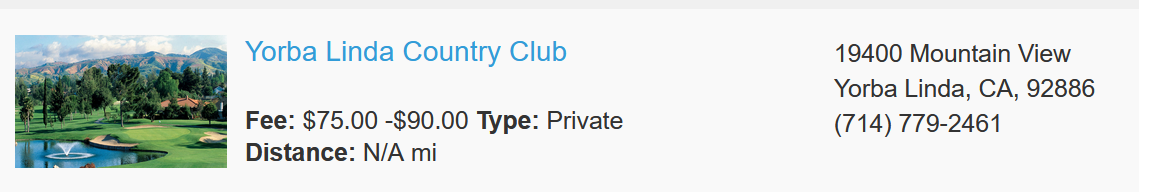 Yorba Linda Country Club
Fee: $75.00 -$90.00 Type: Private
Distance: N/A mi
19400 Mountain View
Yorba Linda, CA, 92886
(714) 779-2461